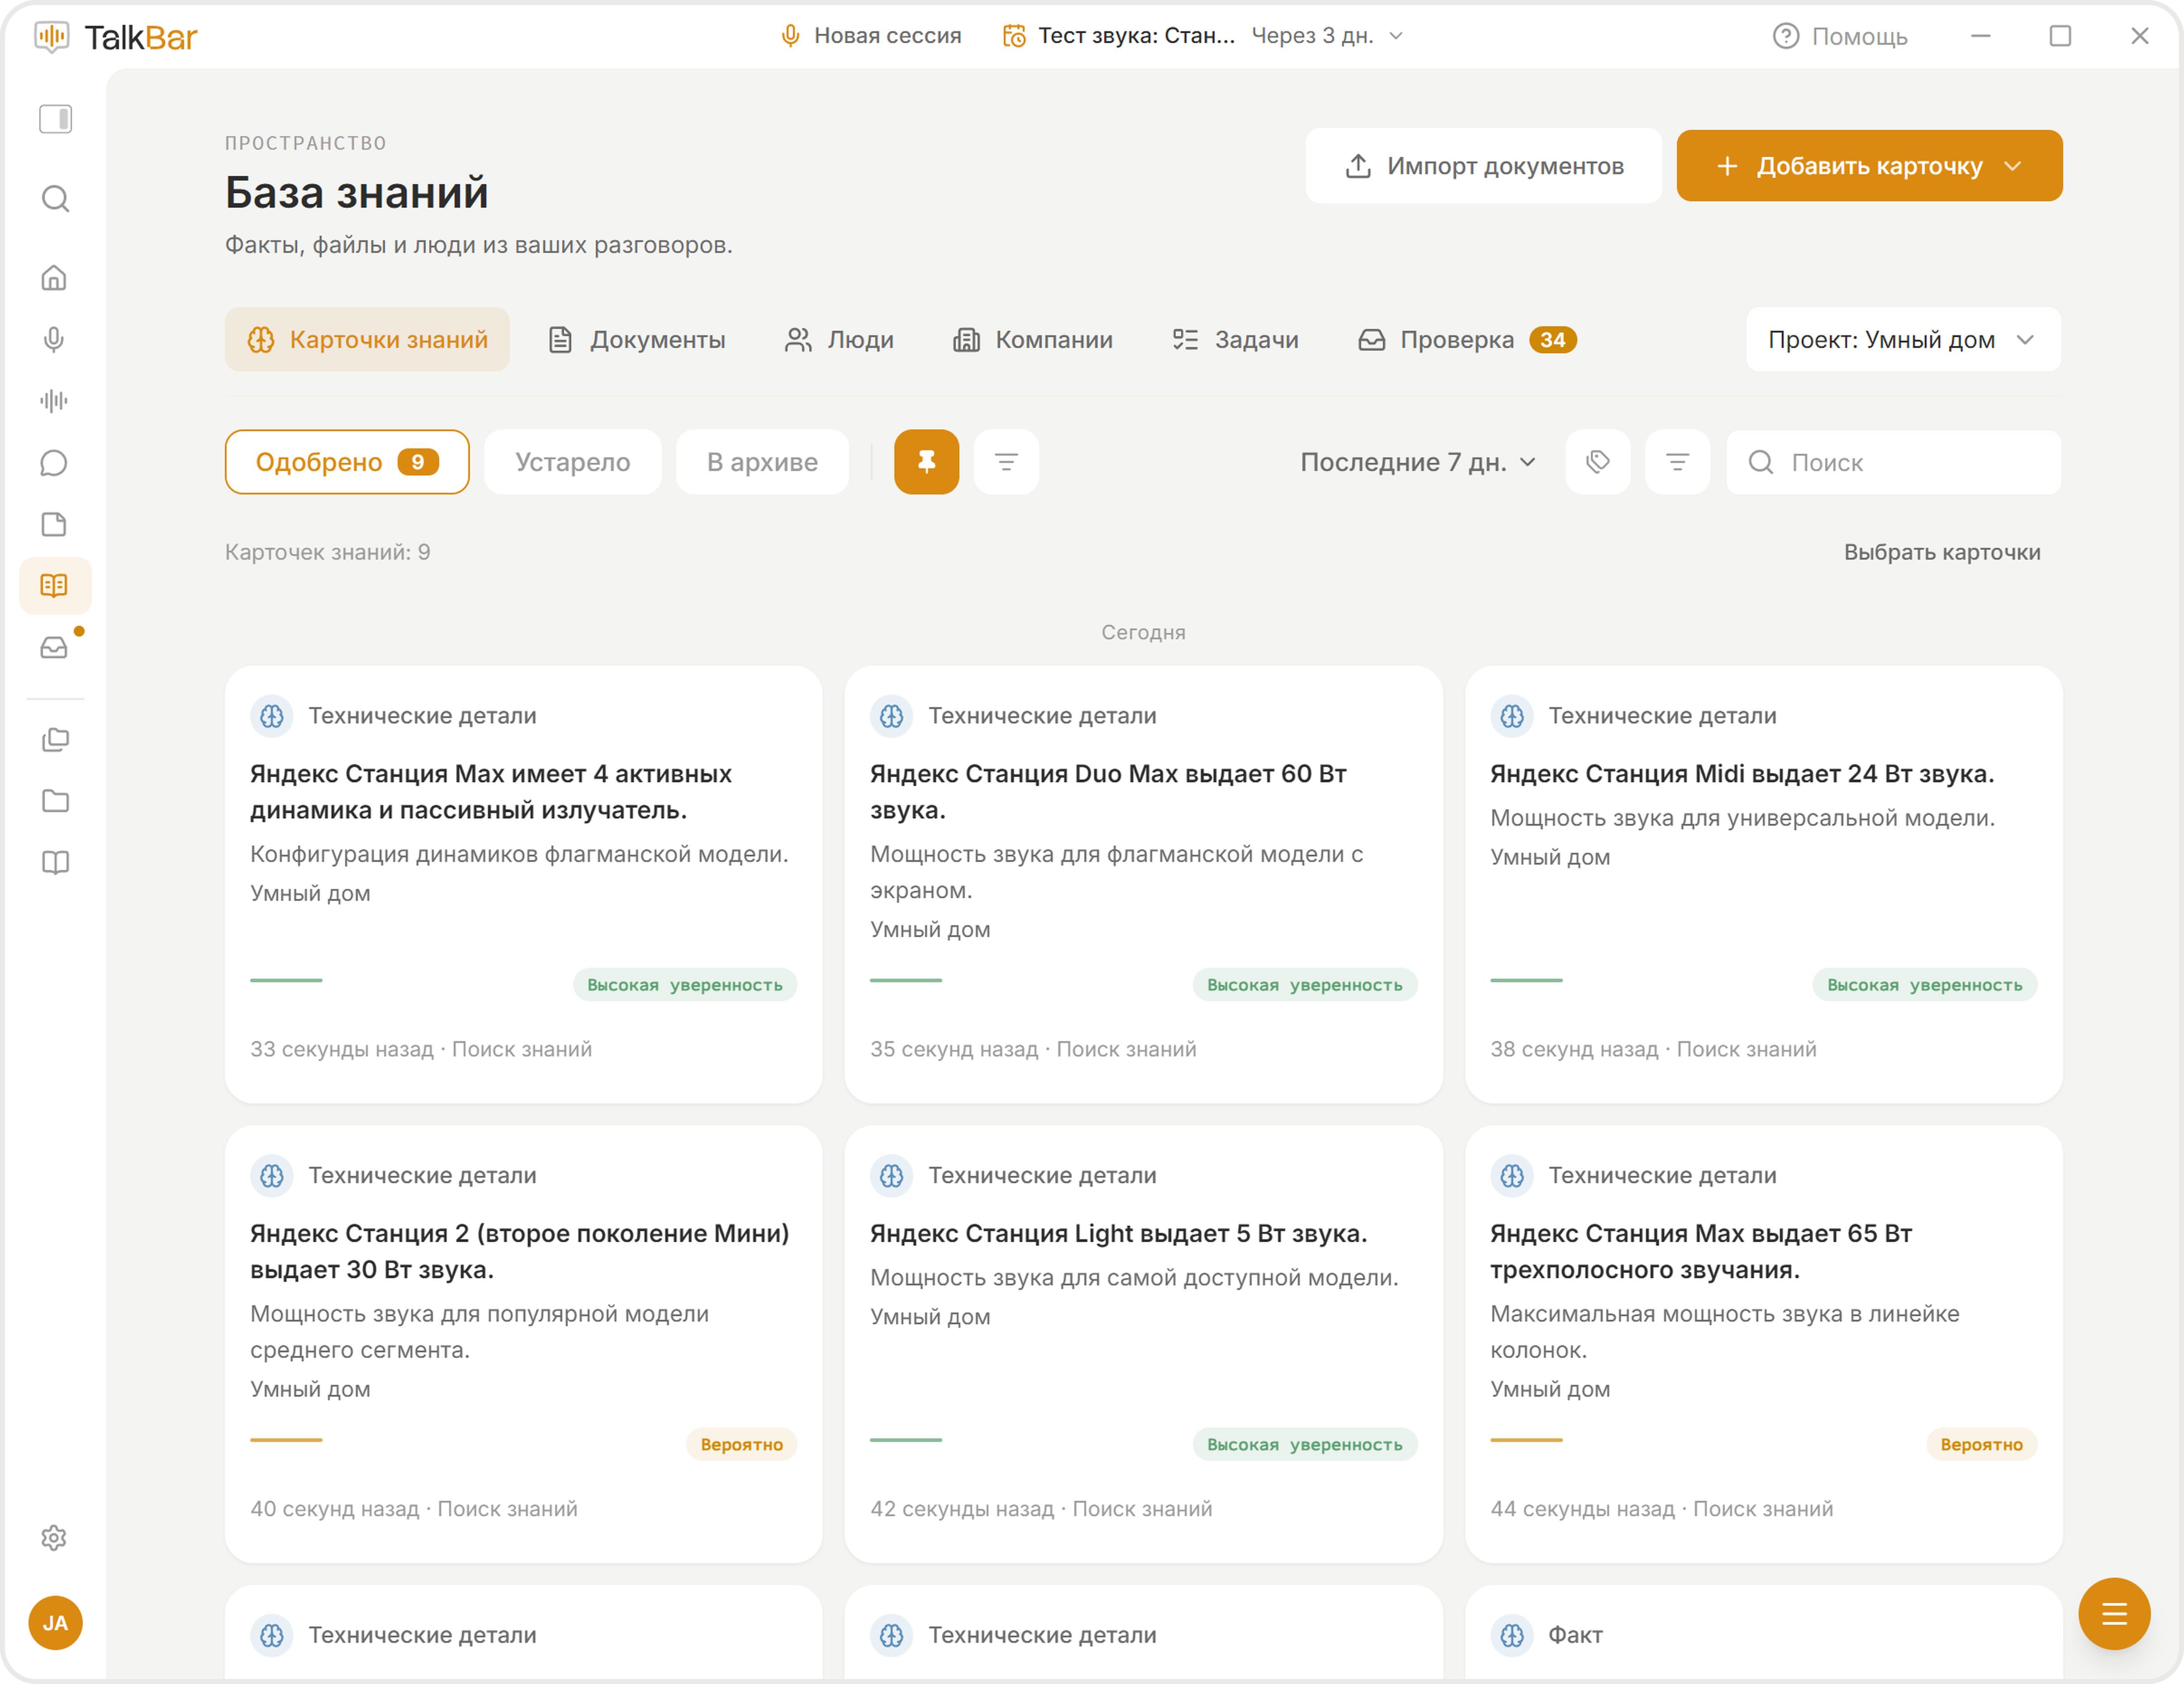 TalkBar
Новая сессия
Тест звука: Стан... Через 3 дн.
Помощь
ПРОСТРАНСТВО
База знаний
Факты, файлы и люди из ваших разговоров.
Импорт документов
Добавить карточку
Карточки знаний
Документы
Люди
Компании
Задачи
Проверка 34
Проект: Умный дом
Одобрено 9
Устарело
В архиве
Последние 7 дн.
Поиск
Карточек знаний: 9
Выбрать карточки
Сегодня
Технические детали
Яндекс Станция Max имеет 4 активных
динамика и пассивный излучатель.
Конфигурация динамиков флагманской модели.
Умный дом
Высокая уверенность
33 секунды назад · Поиск знаний
Технические детали
Яндекс Станция Duo Max выдает 60 Вт
звука.
Мощность звука для флагманской модели с
экраном.
Умный дом
Высокая уверенность
35 секунд назад · Поиск знаний
Технические детали
Яндекс Станция Midi выдает 24 Вт звука.
Мощность звука для универсальной модели.
Умный дом
Высокая уверенность
38 секунд назад · Поиск знаний
Технические детали
Яндекс Станция 2 (второе поколение Мини)
выдает 30 Вт звука.
Мощность звука для популярной модели
среднего сегмента.
Умный дом
Вероятно
40 секунд назад · Поиск знаний
Технические детали
Яндекс Станция Light выдает 5 Вт звука.
Мощность звука для самой доступной модели.
Умный дом
Высокая уверенность
42 секунды назад · Поиск знаний
Технические детали
Яндекс Станция Max выдает 65 Вт
трехполосного звучания.
Максимальная мощность звука в линейке
колонок.
Умный дом
Вероятно
44 секунды назад · Поиск знаний
Технические детали
Технические детали
Факт
JA